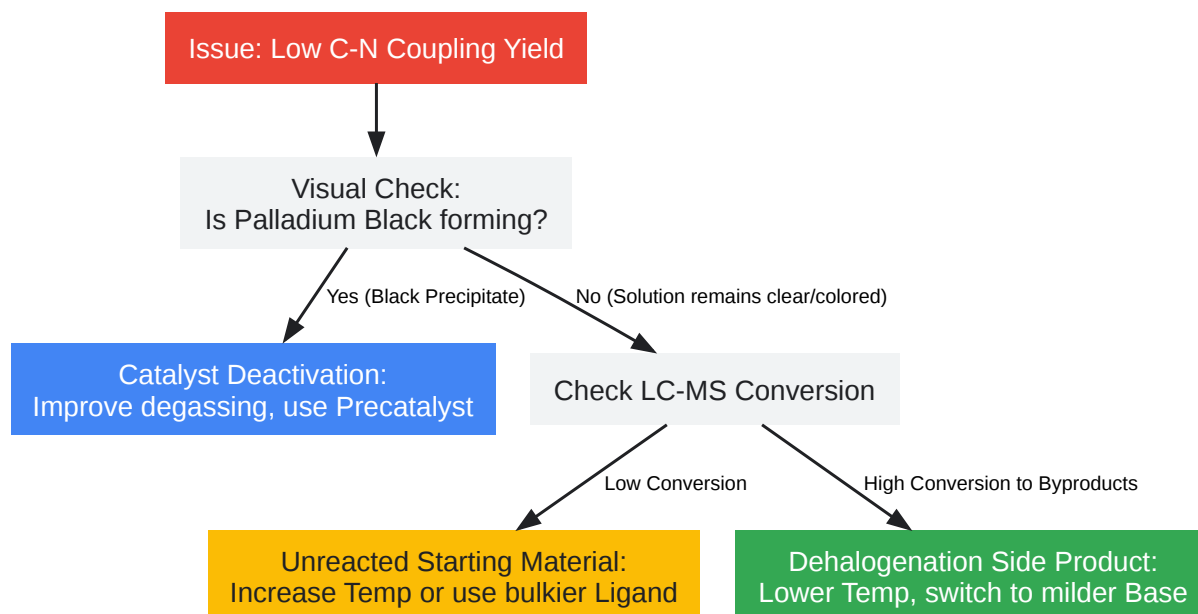 Issue: Low C-N Coupling Yield
Visual Check:
Is Palladium Black forming?
Yes (Black Precipitate)
No (Solution remains clear/colored)
Catalyst Deactivation:
Improve degassing, use Precatalyst
Check LC-MS Conversion
Low Conversion
High Conversion to Byproducts
Unreacted Starting Material:
Increase Temp or use bulkier Ligand
Dehalogenation Side Product:
Lower Temp, switch to milder Base